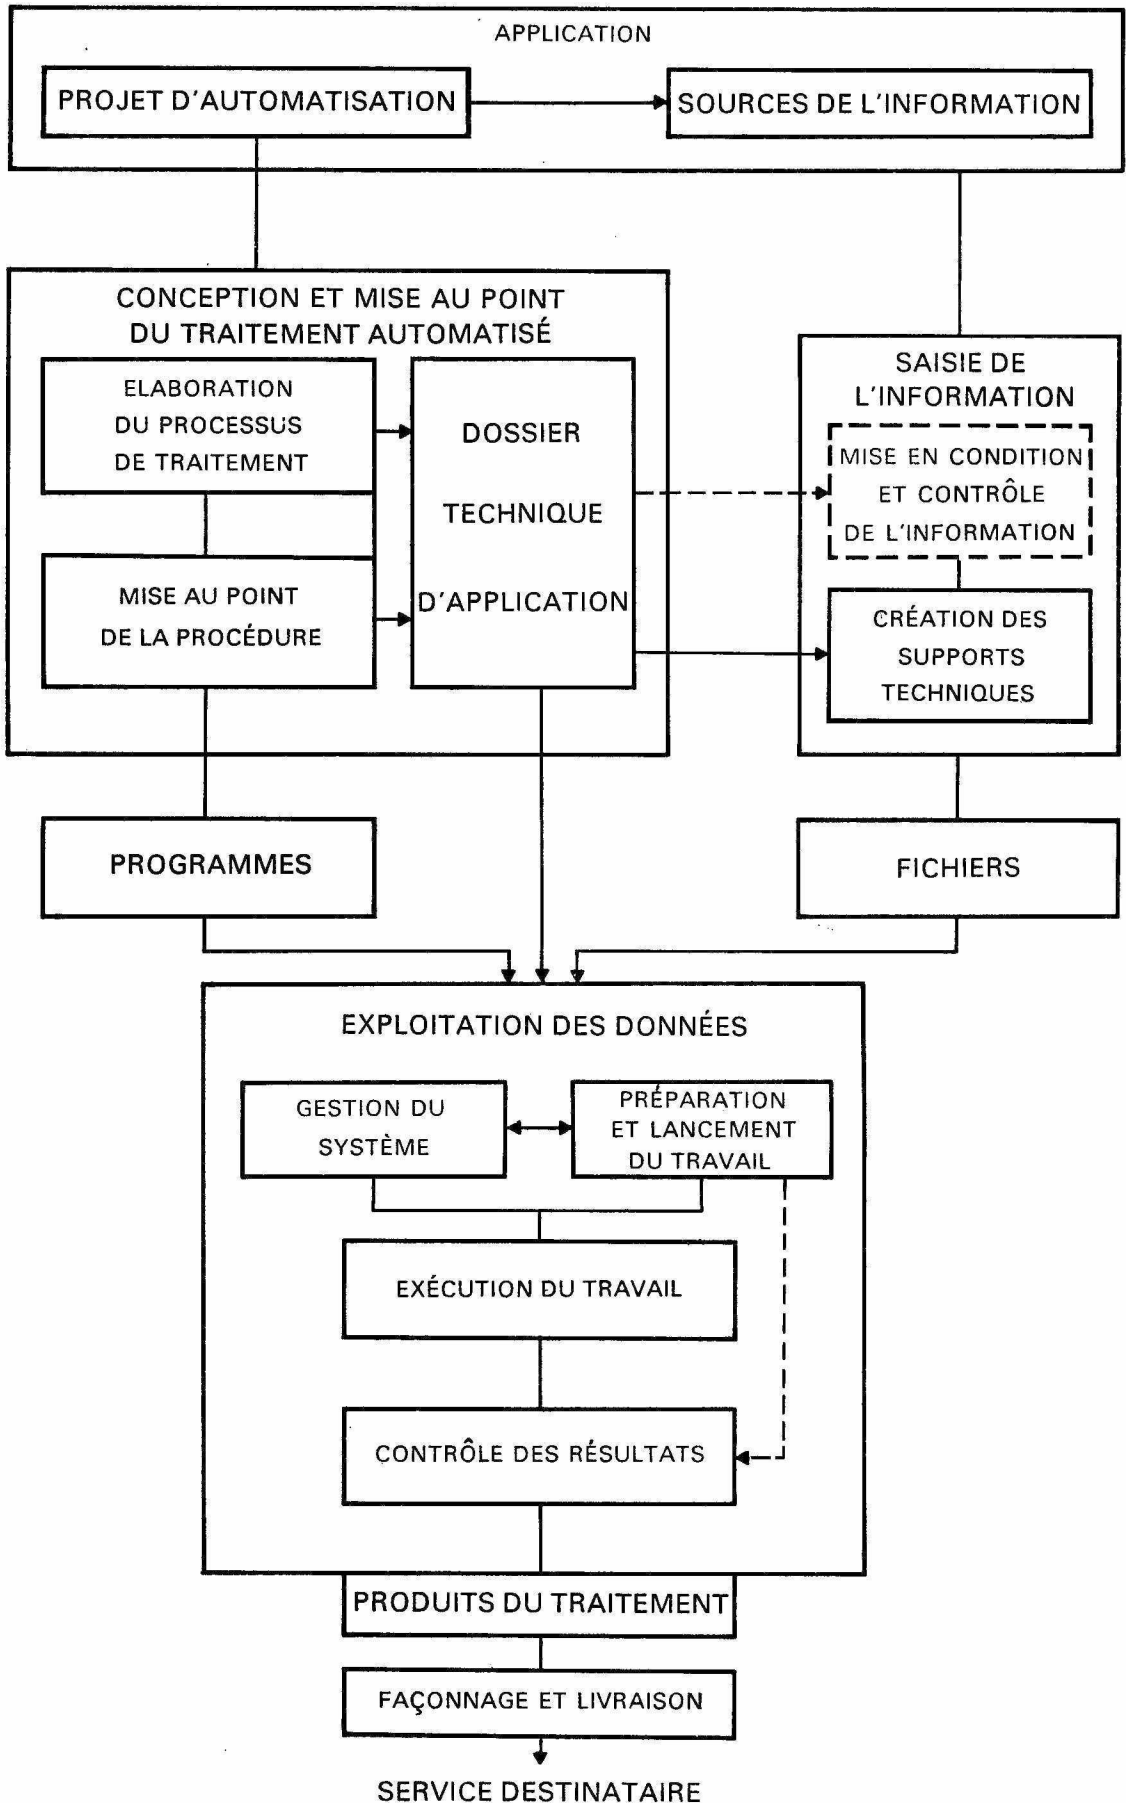 APPLICATION
PROJET D'AUTOMATISATION
SOURCES DE L'INFORMATION
CONCEPTION ET MISE AU POINT
DU TRAITEMENT AUTOMATISÉ
ELABORATION
DU PROCESSUS
DE TRAITEMENT
MISE AU POINT
DE LA PROCÉDURE
DOSSIER
TECHNIQUE
D'APPLICATION
SAISIE DE
L'INFORMATION
MISE EN CONDITION
ET CONTRÔLE
DE L'INFORMATION
CRÉATION DES
SUPPORTS
TECHNIQUES
PROGRAMMES
FICHIERS
EXPLOITATION DES DONNÉES
GESTION DU
SYSTÈME
PRÉPARATION
ET LANCEMENT
DU TRAVAIL
EXÉCUTION DU TRAVAIL
CONTRÔLE DES RÉSULTATS
PRODUITS DU TRAITEMENT
FAÇONNAGE ET LIVRAISON
SERVICE DESTINATAIRE